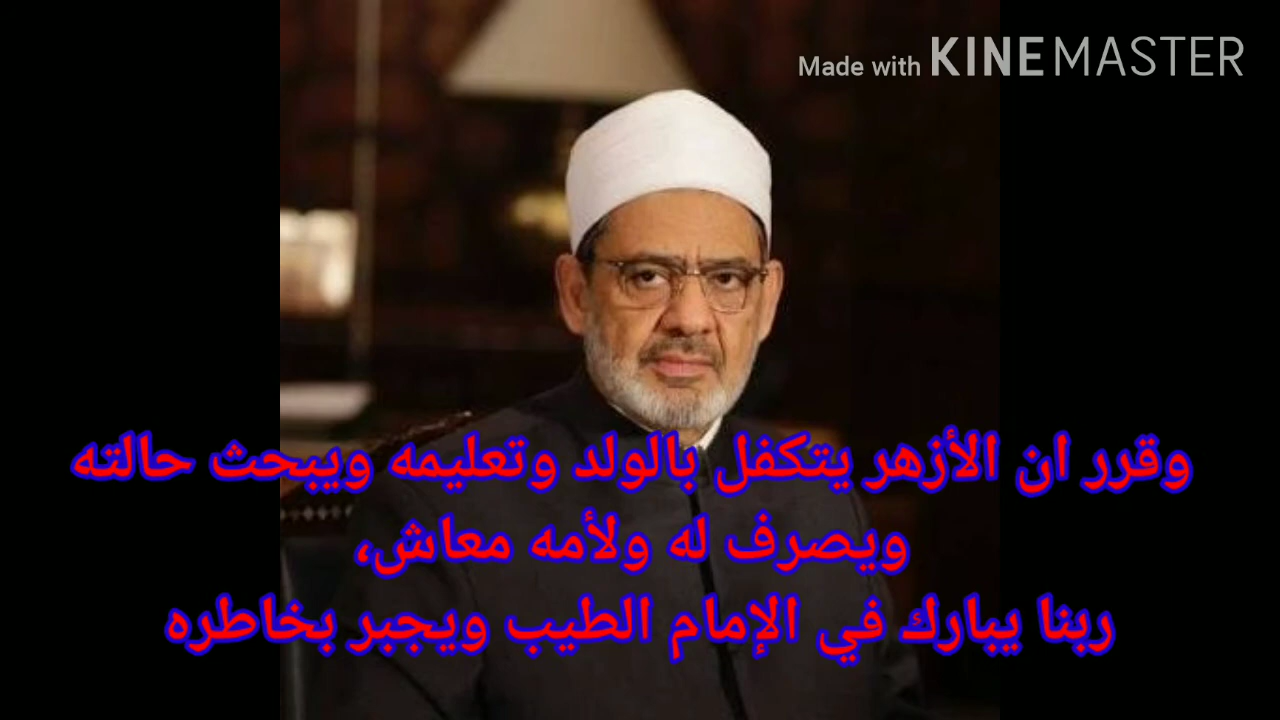 Made with KINEMASTER
وقرر ان الأزهر يتكفل بالولد وتعليمه ويبحث حالته
ويصرف له ولأمه معاش،
ربنا يبارك في الإمام الطيب ويجبر بخاطره